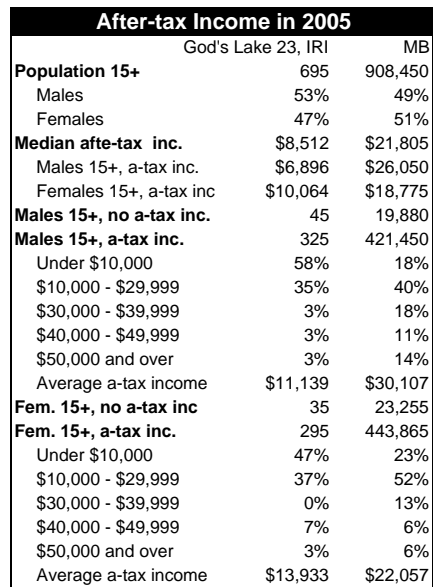 After-tax Income in 2005
God's Lake 23, IRI MB
Population 15+ 695 908,450
Males 53% 49%
Females 47% 51%
Median afte-tax inc. $8,512 $21,805
Males 15+, a-tax inc. $6,896 $26,050
Females 15+, a-tax inc $10,064 $18,775
Males 15+, no a-tax inc. 45 19,880
Males 15+, a-tax inc. 325 421,450
Under $10,000 58% 18%
$10,000 - $29,999 35% 40%
$30,000 - $39,999 3% 18%
$40,000 - $49,999 3% 11%
$50,000 and over 3% 14%
Average a-tax income $11,139 $30,107
Fem. 15+, no a-tax inc 35 23,255
Fem. 15+, a-tax inc. 295 443,865
Under $10,000 47% 23%
$10,000 - $29,999 37% 52%
$30,000 - $39,999 0% 13%
$40,000 - $49,999 7% 6%
$50,000 and over 3% 6%
Average a-tax income $13,933 $22,057